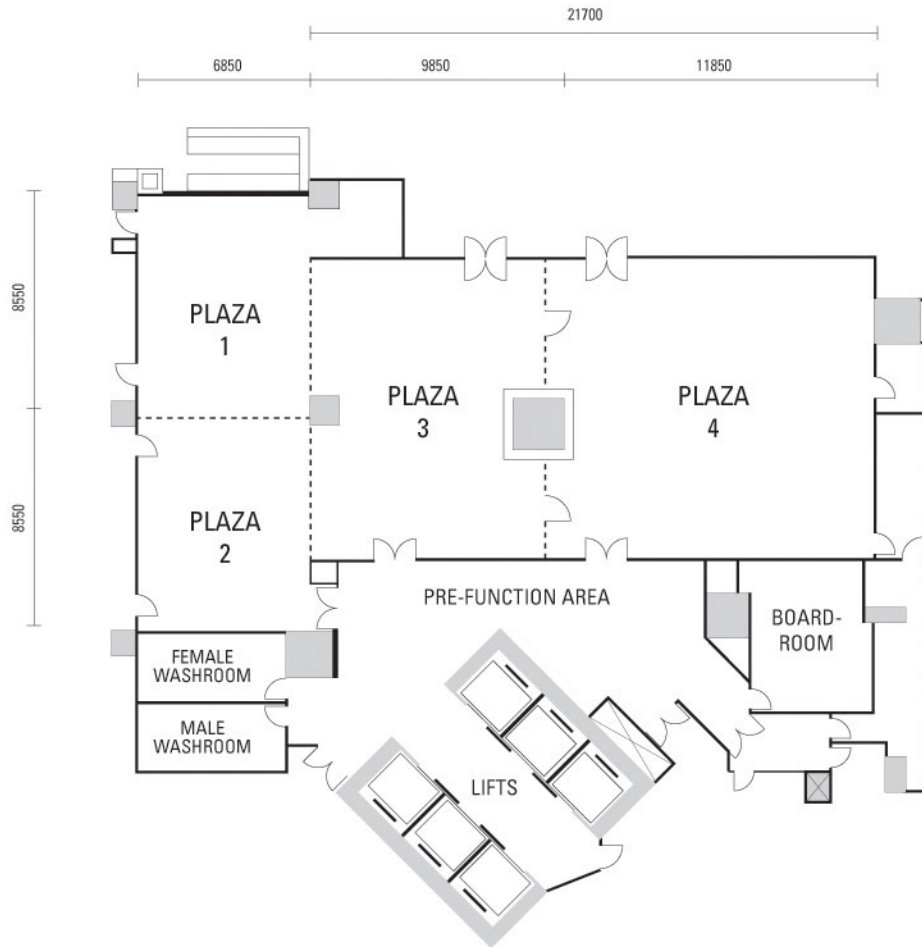 21700
6850
9850
11850
8550
8550
PLAZA
1
PLAZA
3
PLAZA
4
PLAZA
2
PRE-FUNCTION AREA
BOARD-
ROOM
FEMALE
WASHROOM
MALE
WASHROOM
LIFTS